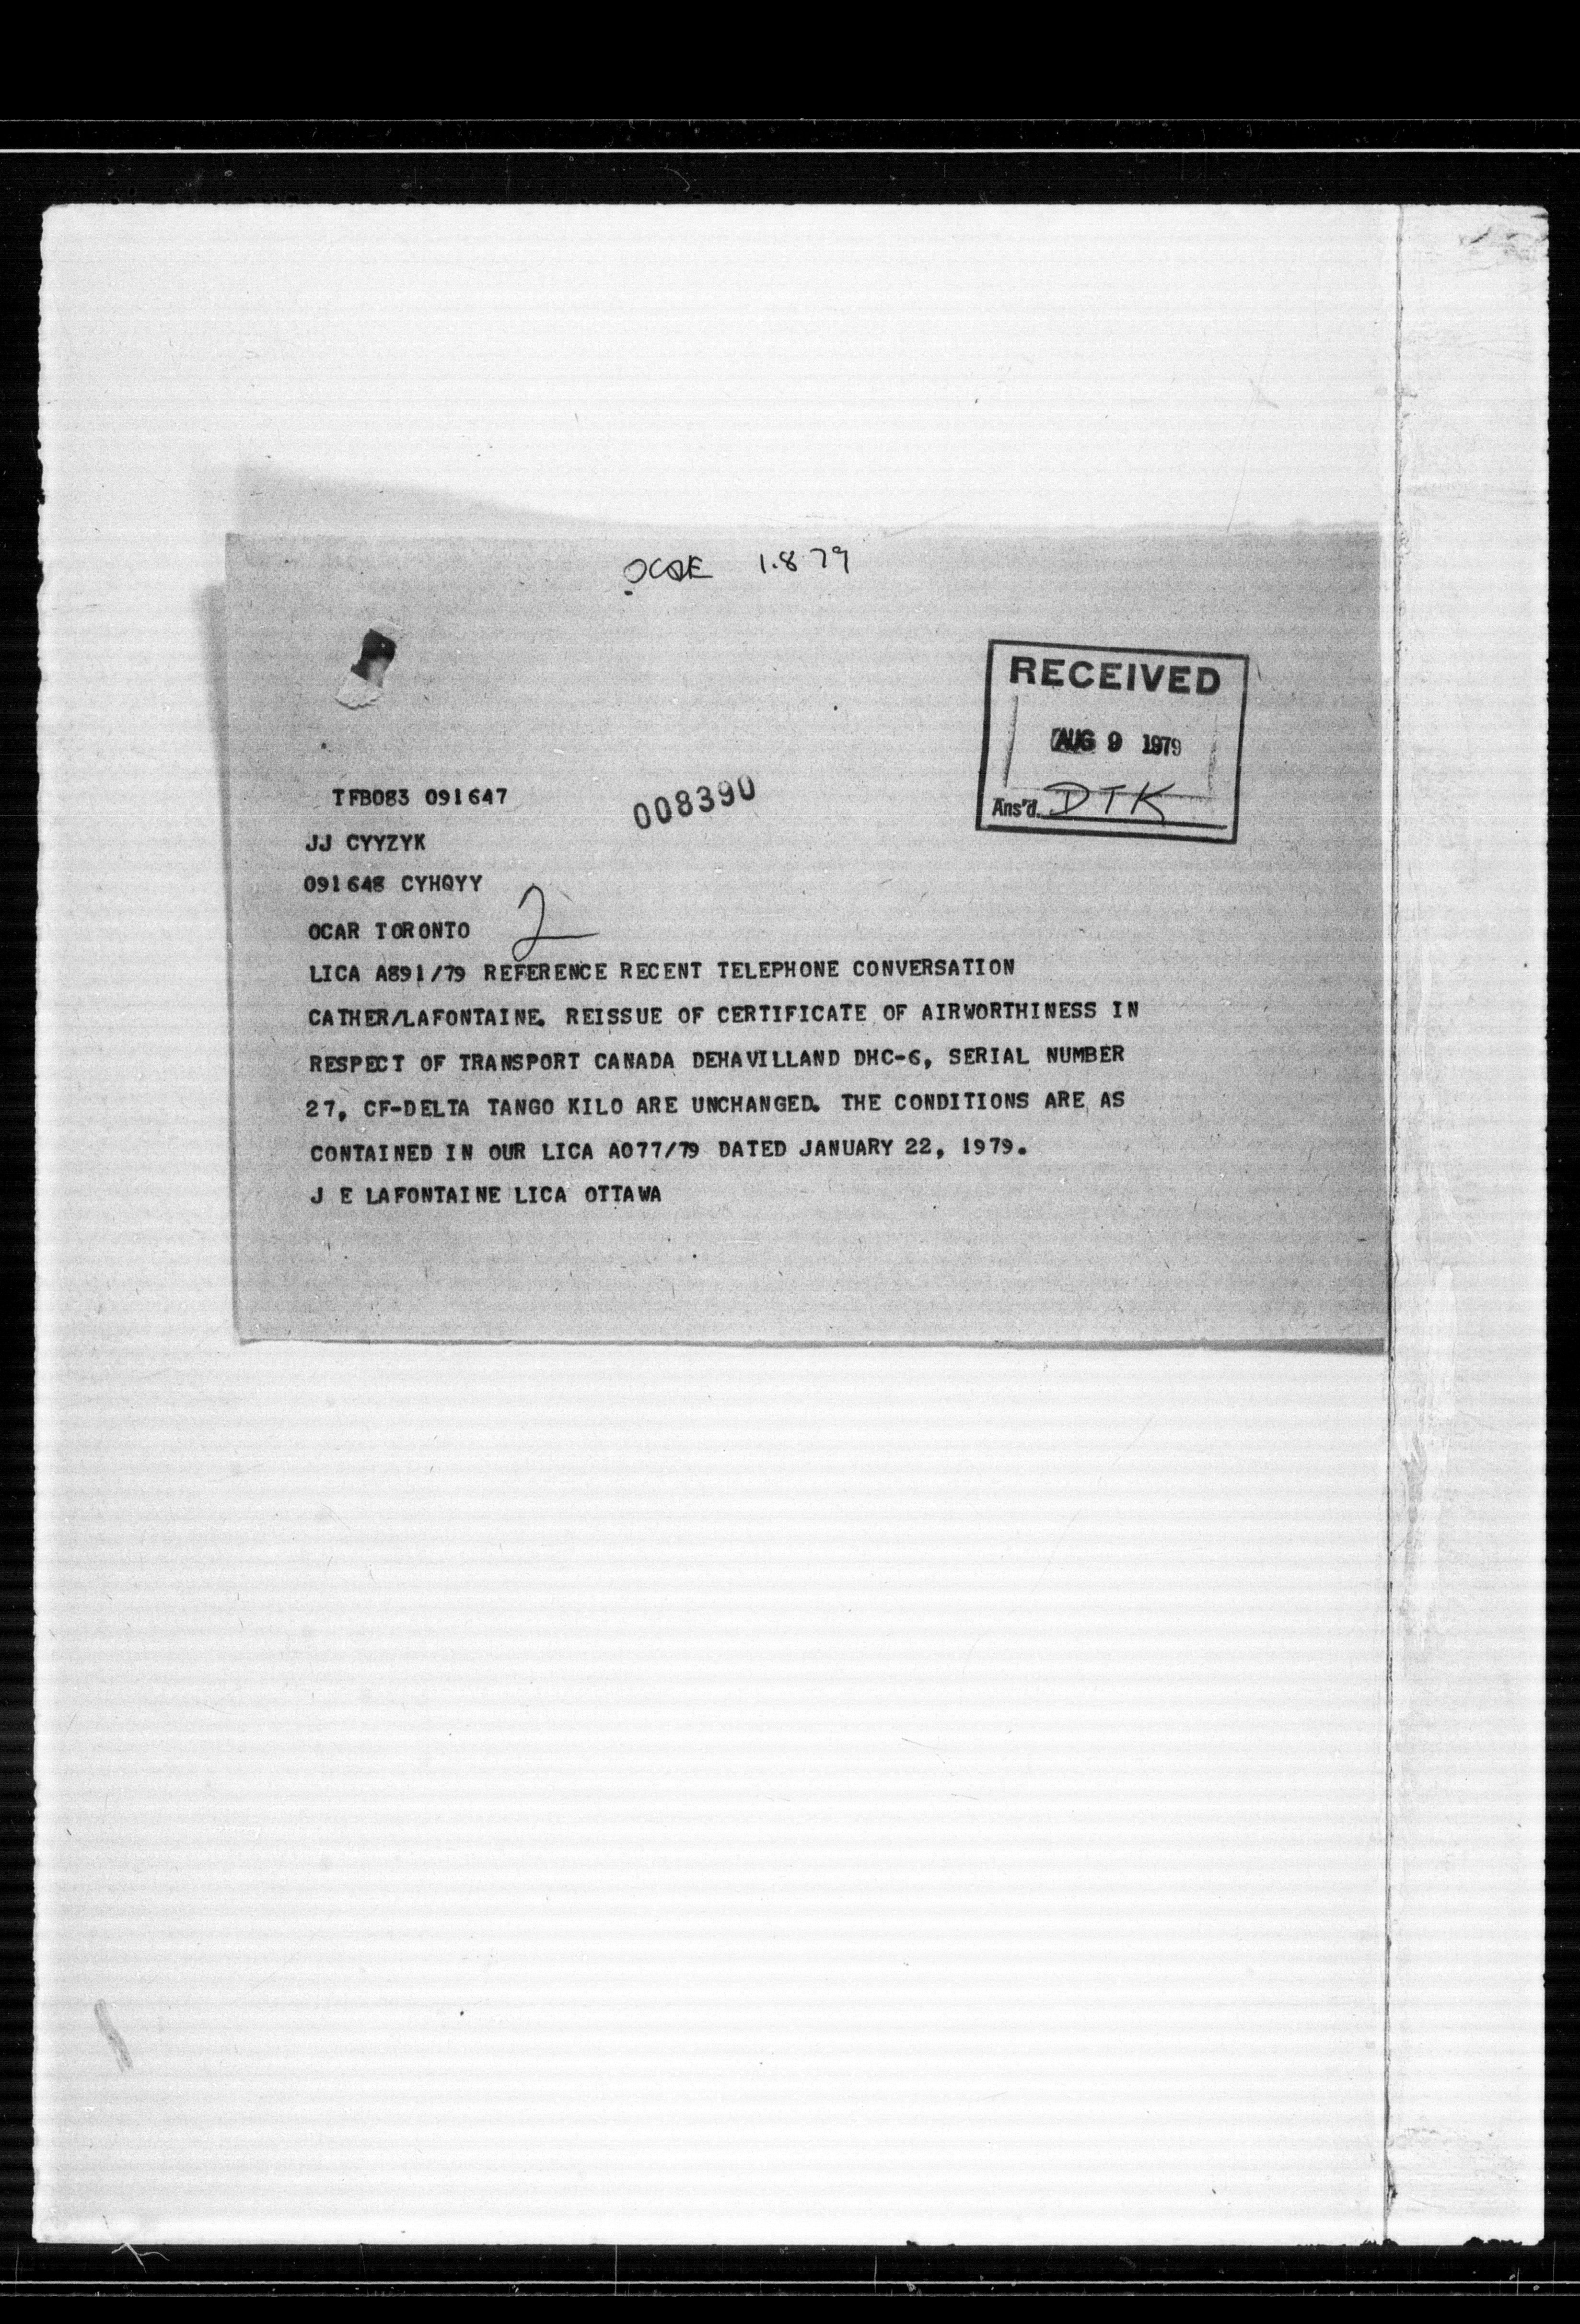 1.8 79
RECEIVED
AUG 9 1979
Ans'd. DTK
TFB083 091647
008390
JJ CYYZYK
091648 CYHQYY
OCAR TORONTO
2
LICA A891/79 REFERENCE RECENT TELEPHONE CONVERSATION
CATHER/LAFONTAINE. REISSUE OF CERTIFICATE OF AIRWORTHINESS IN
RESPECT OF TRANSPORT CANADA DEHAVILLAND DHC-6, SERIAL NUMBER
27, CF-DELTA TANGO KILO ARE UNCHANGED. THE CONDITIONS ARE AS
CONTAINED IN OUR LICA A077/79 DATED JANUARY 22, 1979.
J E LAFONTAINE LICA OTTAWA